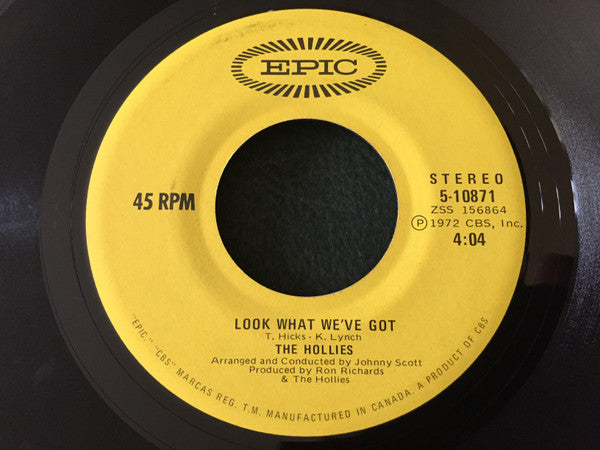 EPIC
45 RPM
STEREO
5-10871
ZSS 156864
Ⓟ 1972 CBS, Inc.
4:04
LOOK WHAT WE'VE GOT
T. Hicks - K. Lynch
THE HOLLIES
Arranged and Conducted by Johnny Scott
Produced by Ron Richards
& The Hollies
"EPIC," "CBS" MARCAS REG. T.M. MANUFACTURED IN CANADA. A PRODUCT OF CBS